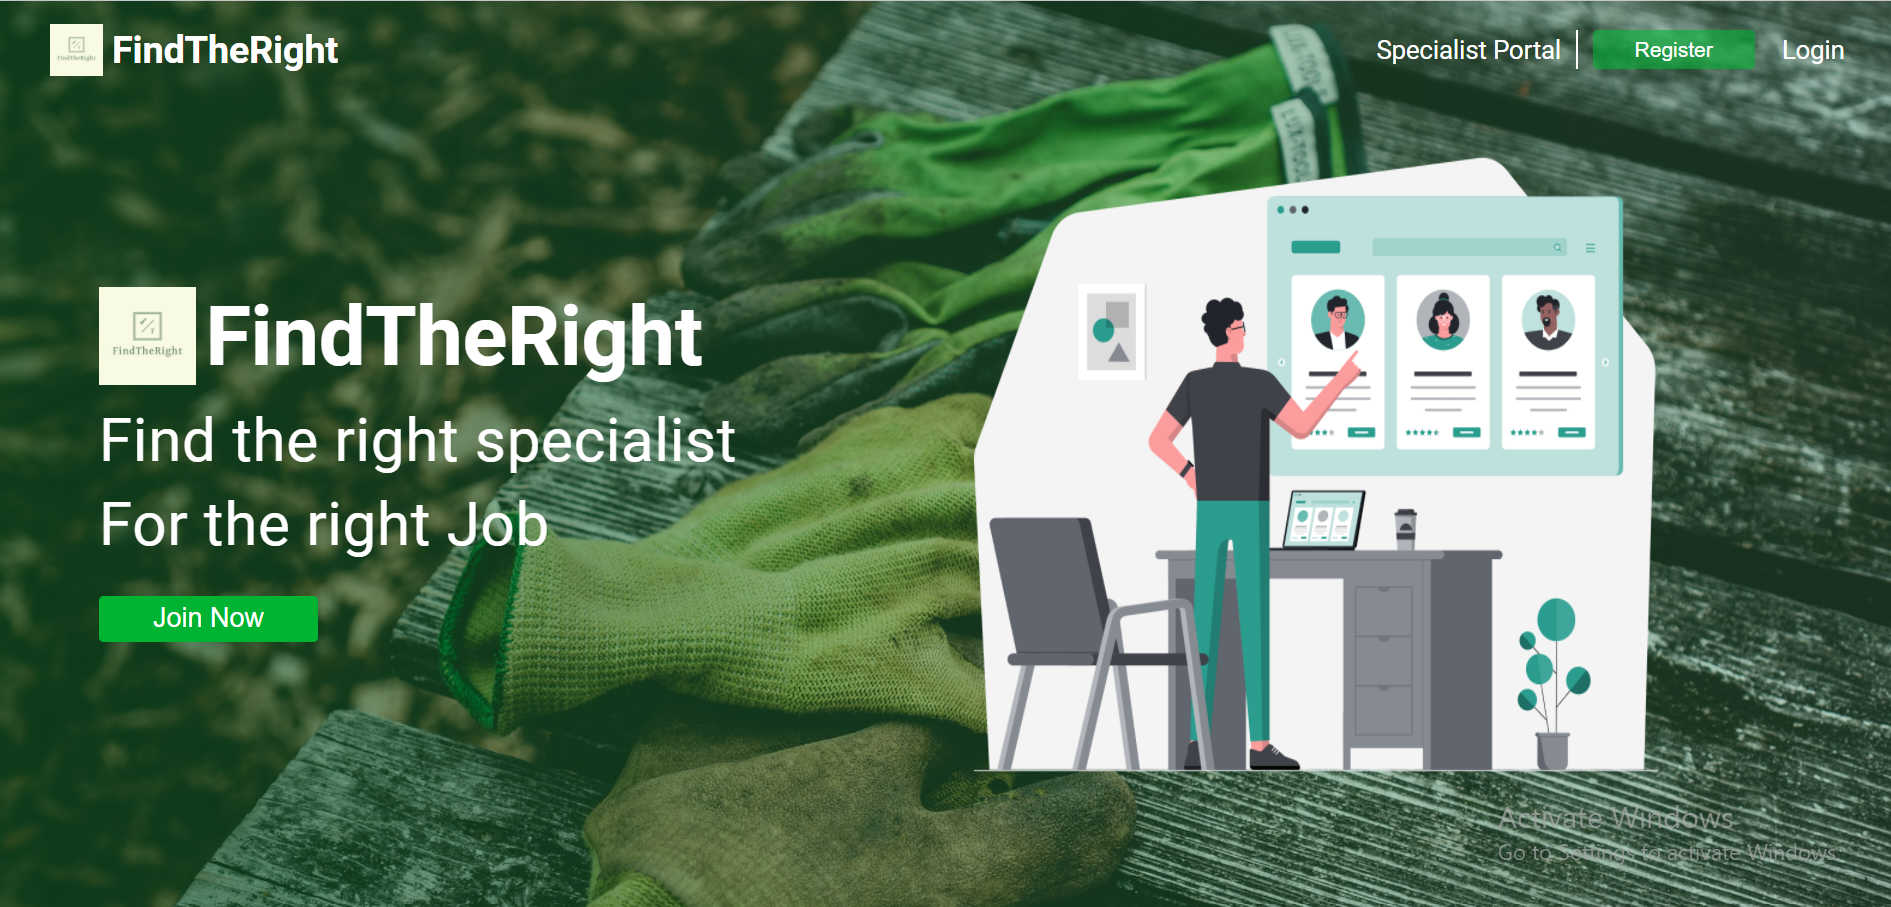 FindTheRight
FindTheRight
Specialist Portal
Register
Login
FindTheRight
FindTheRight
Find the right specialist
For the right Job
Join Now
Activate Windows
Go to Settings to activate Windows.